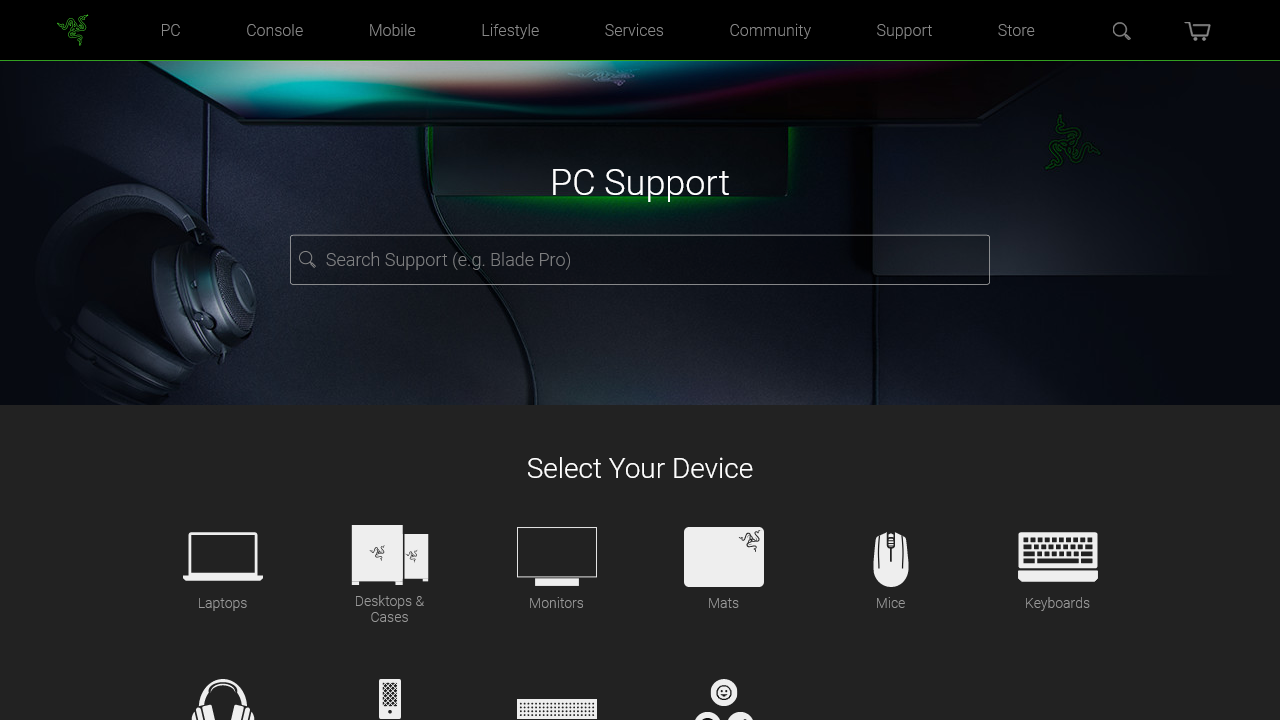 PC Console Mobile Lifestyle Services Community Support Store
PC Support
Search Support (e.g. Blade Pro)
Select Your Device
Laptops
Desktops &
Cases
Monitors
Mats
Mice
Keyboards